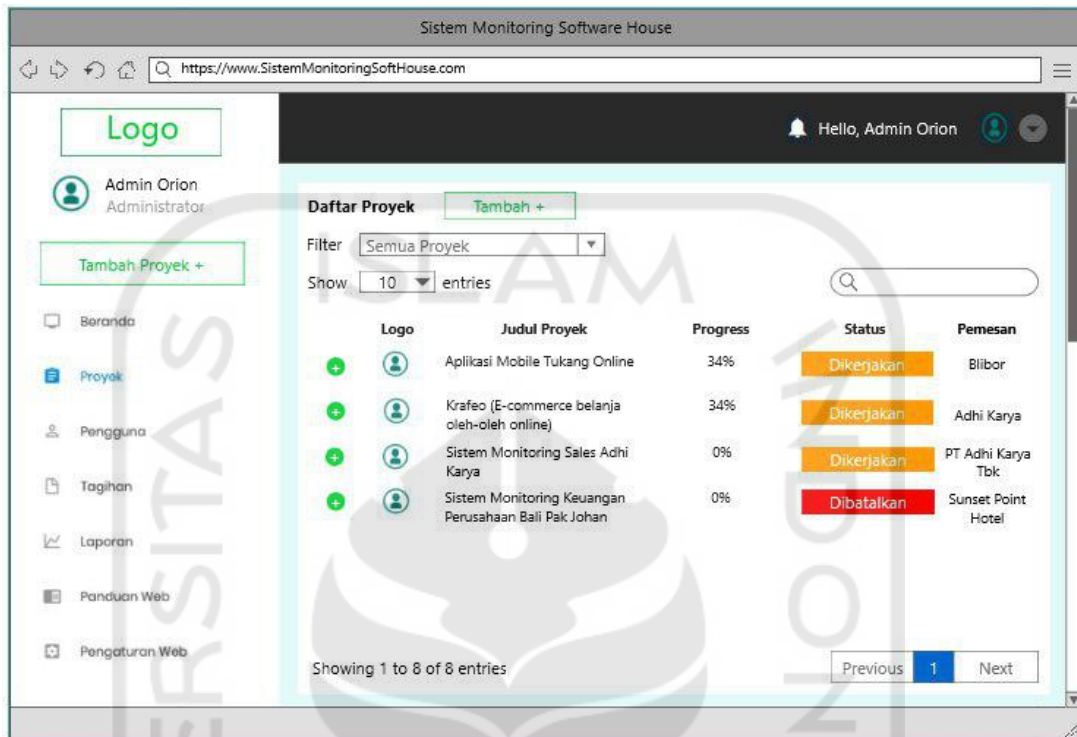 Sistem Monitoring Software House
https://www.SistemMonitoringSoftHouse.com
Logo
Hello, Admin Orion
Admin Orion
Administrator
Tambah Proyek +
Beranda
Proyek
Pengguna
Tagihan
Laporan
Panduan Web
Pengaturan Web
Daftar Proyek Tambah +
Filter Semua Proyek
Show 10 entries
Logo Judul Proyek Progress Status Pemesan
Aplikasi Mobile Tukang Online 34% Dikerjakan Blibor
Krafeo (E-commerce belanja
oleh-oleh online) 34% Dikerjakan Adhi Karya
Sistem Monitoring Sales Adhi
Karya 0% Dikerjakan PT Adhi Karya
Tbk
Sistem Monitoring Keuangan
Perusahaan Bali Pak Johan 0% Dibatalkan Sunset Point
Hotel
Showing 1 to 8 of 8 entries Previous 1 Next
ERSITAS
ISLAM
INDON